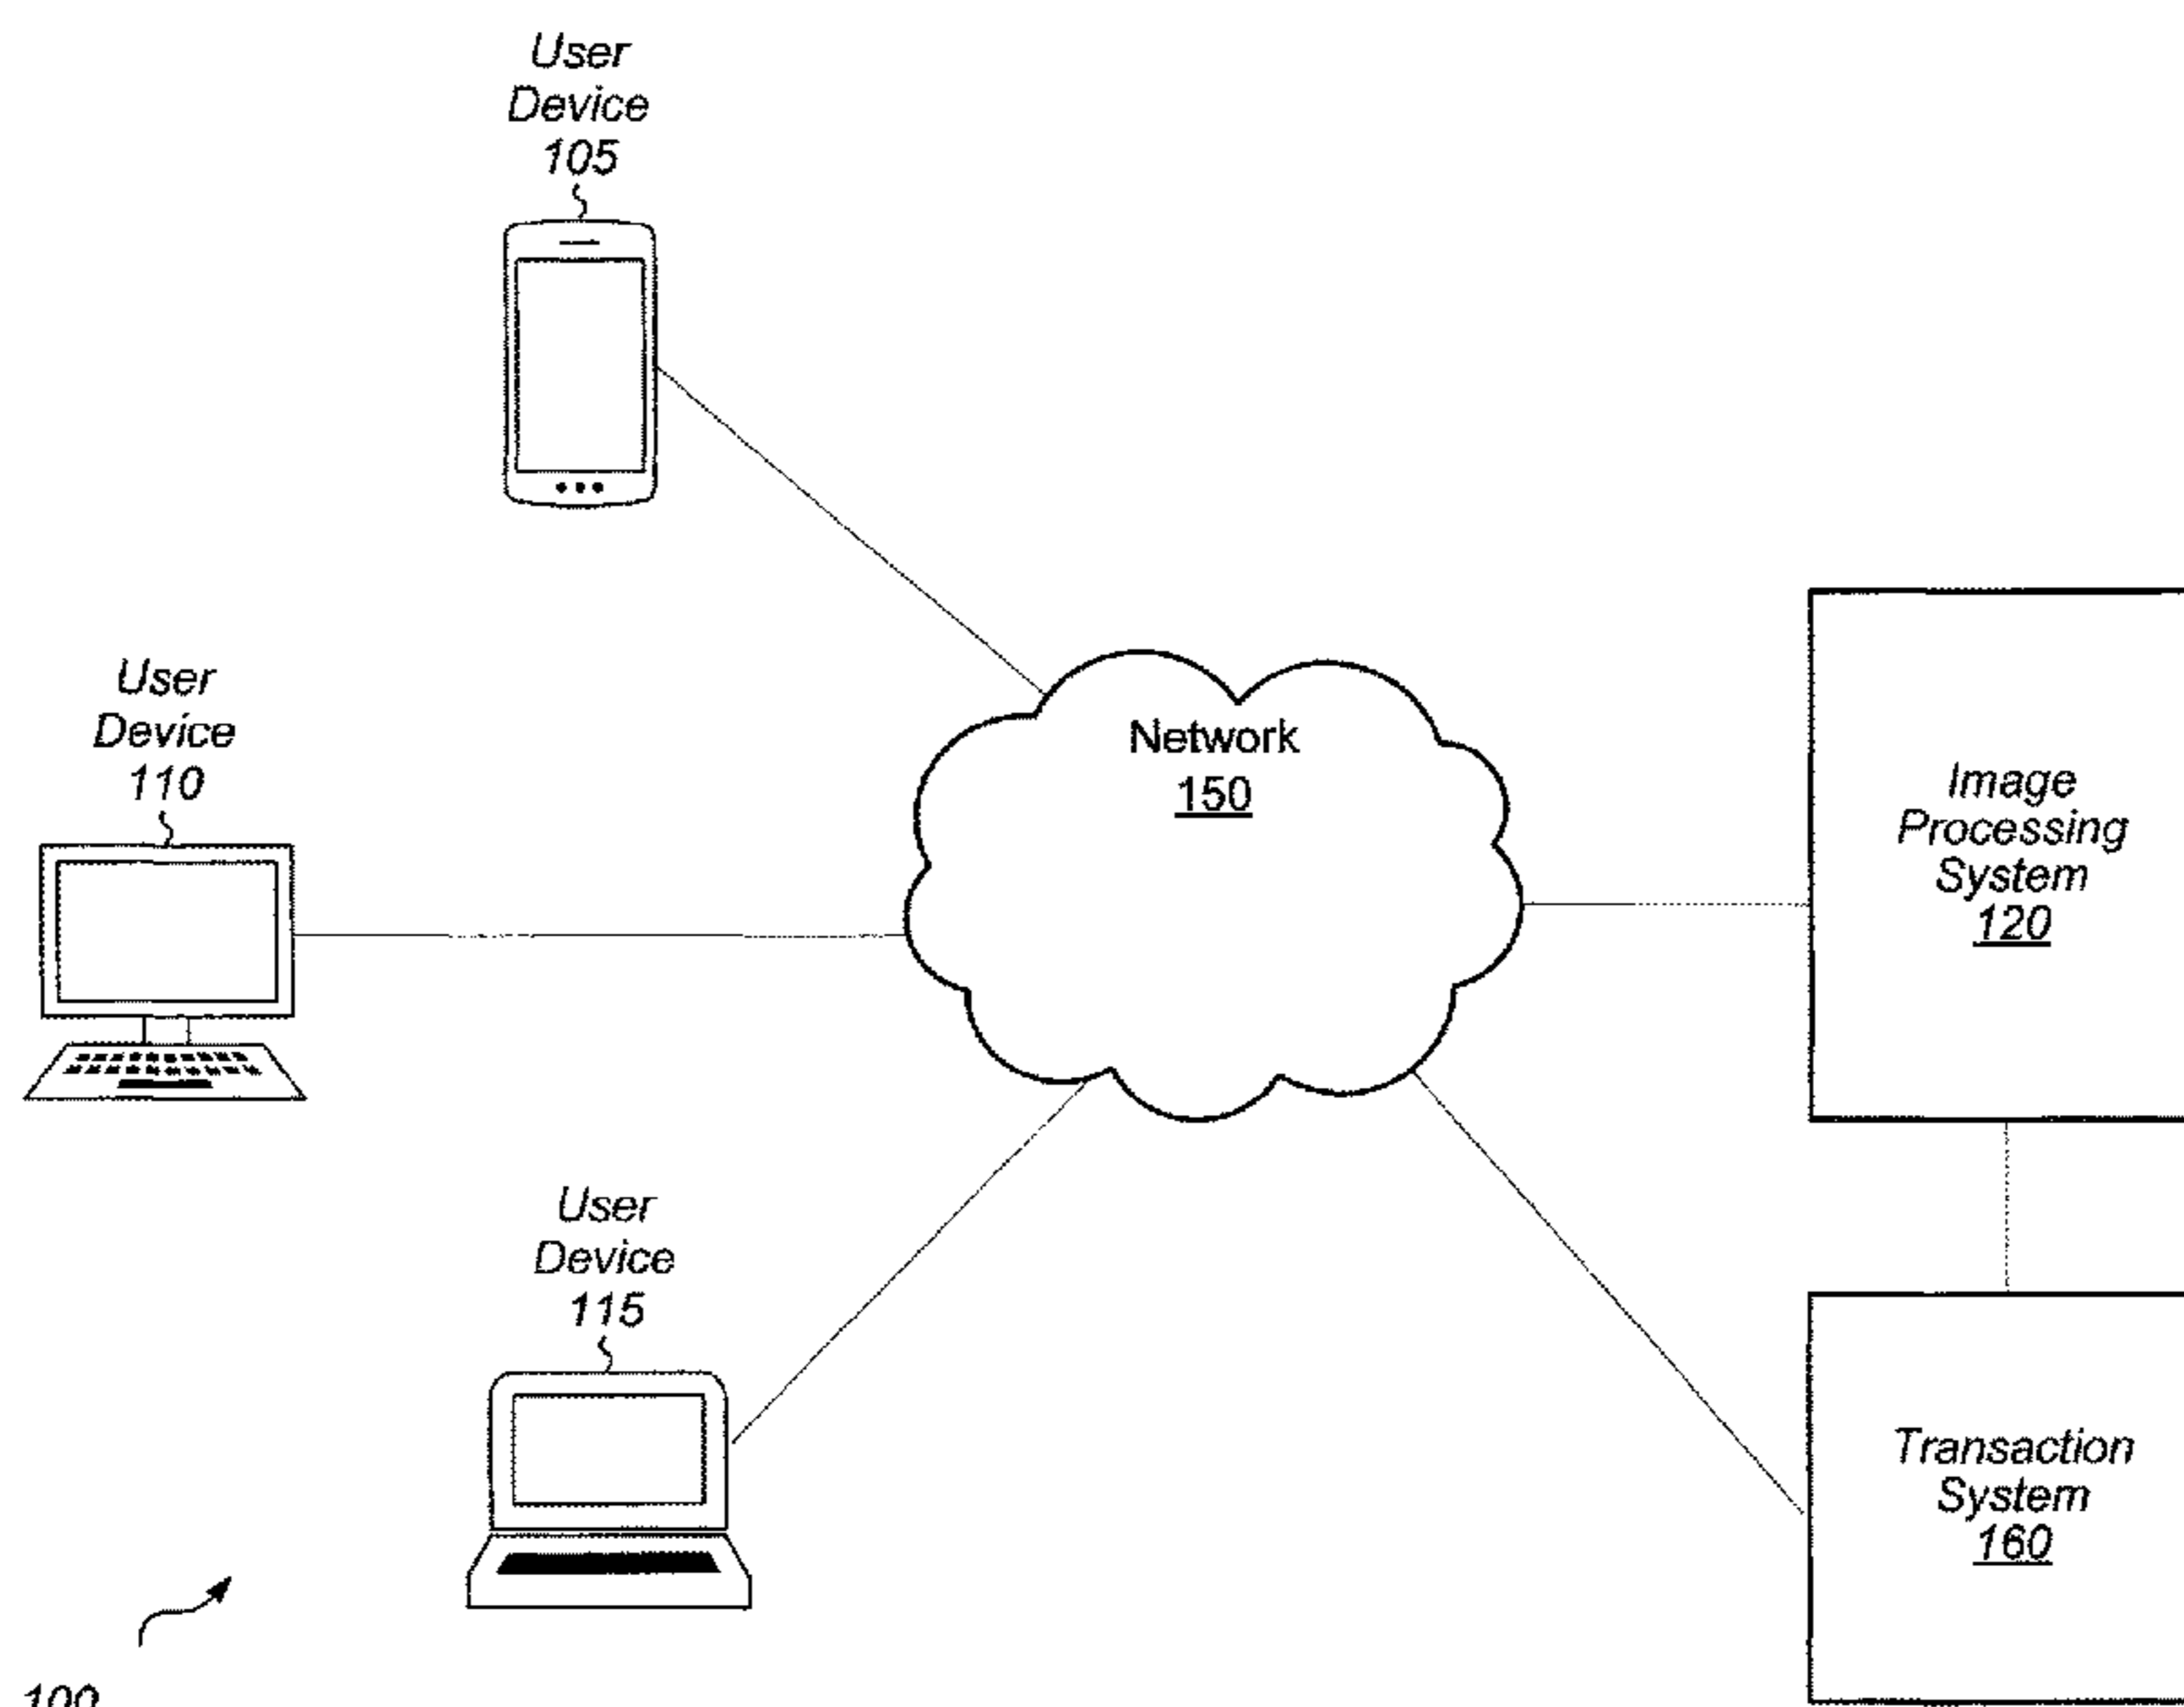 User
Device
105
User
Device
110
Network
150
Image
Processing
System
120
User
Device
115
Transaction
System
160
100